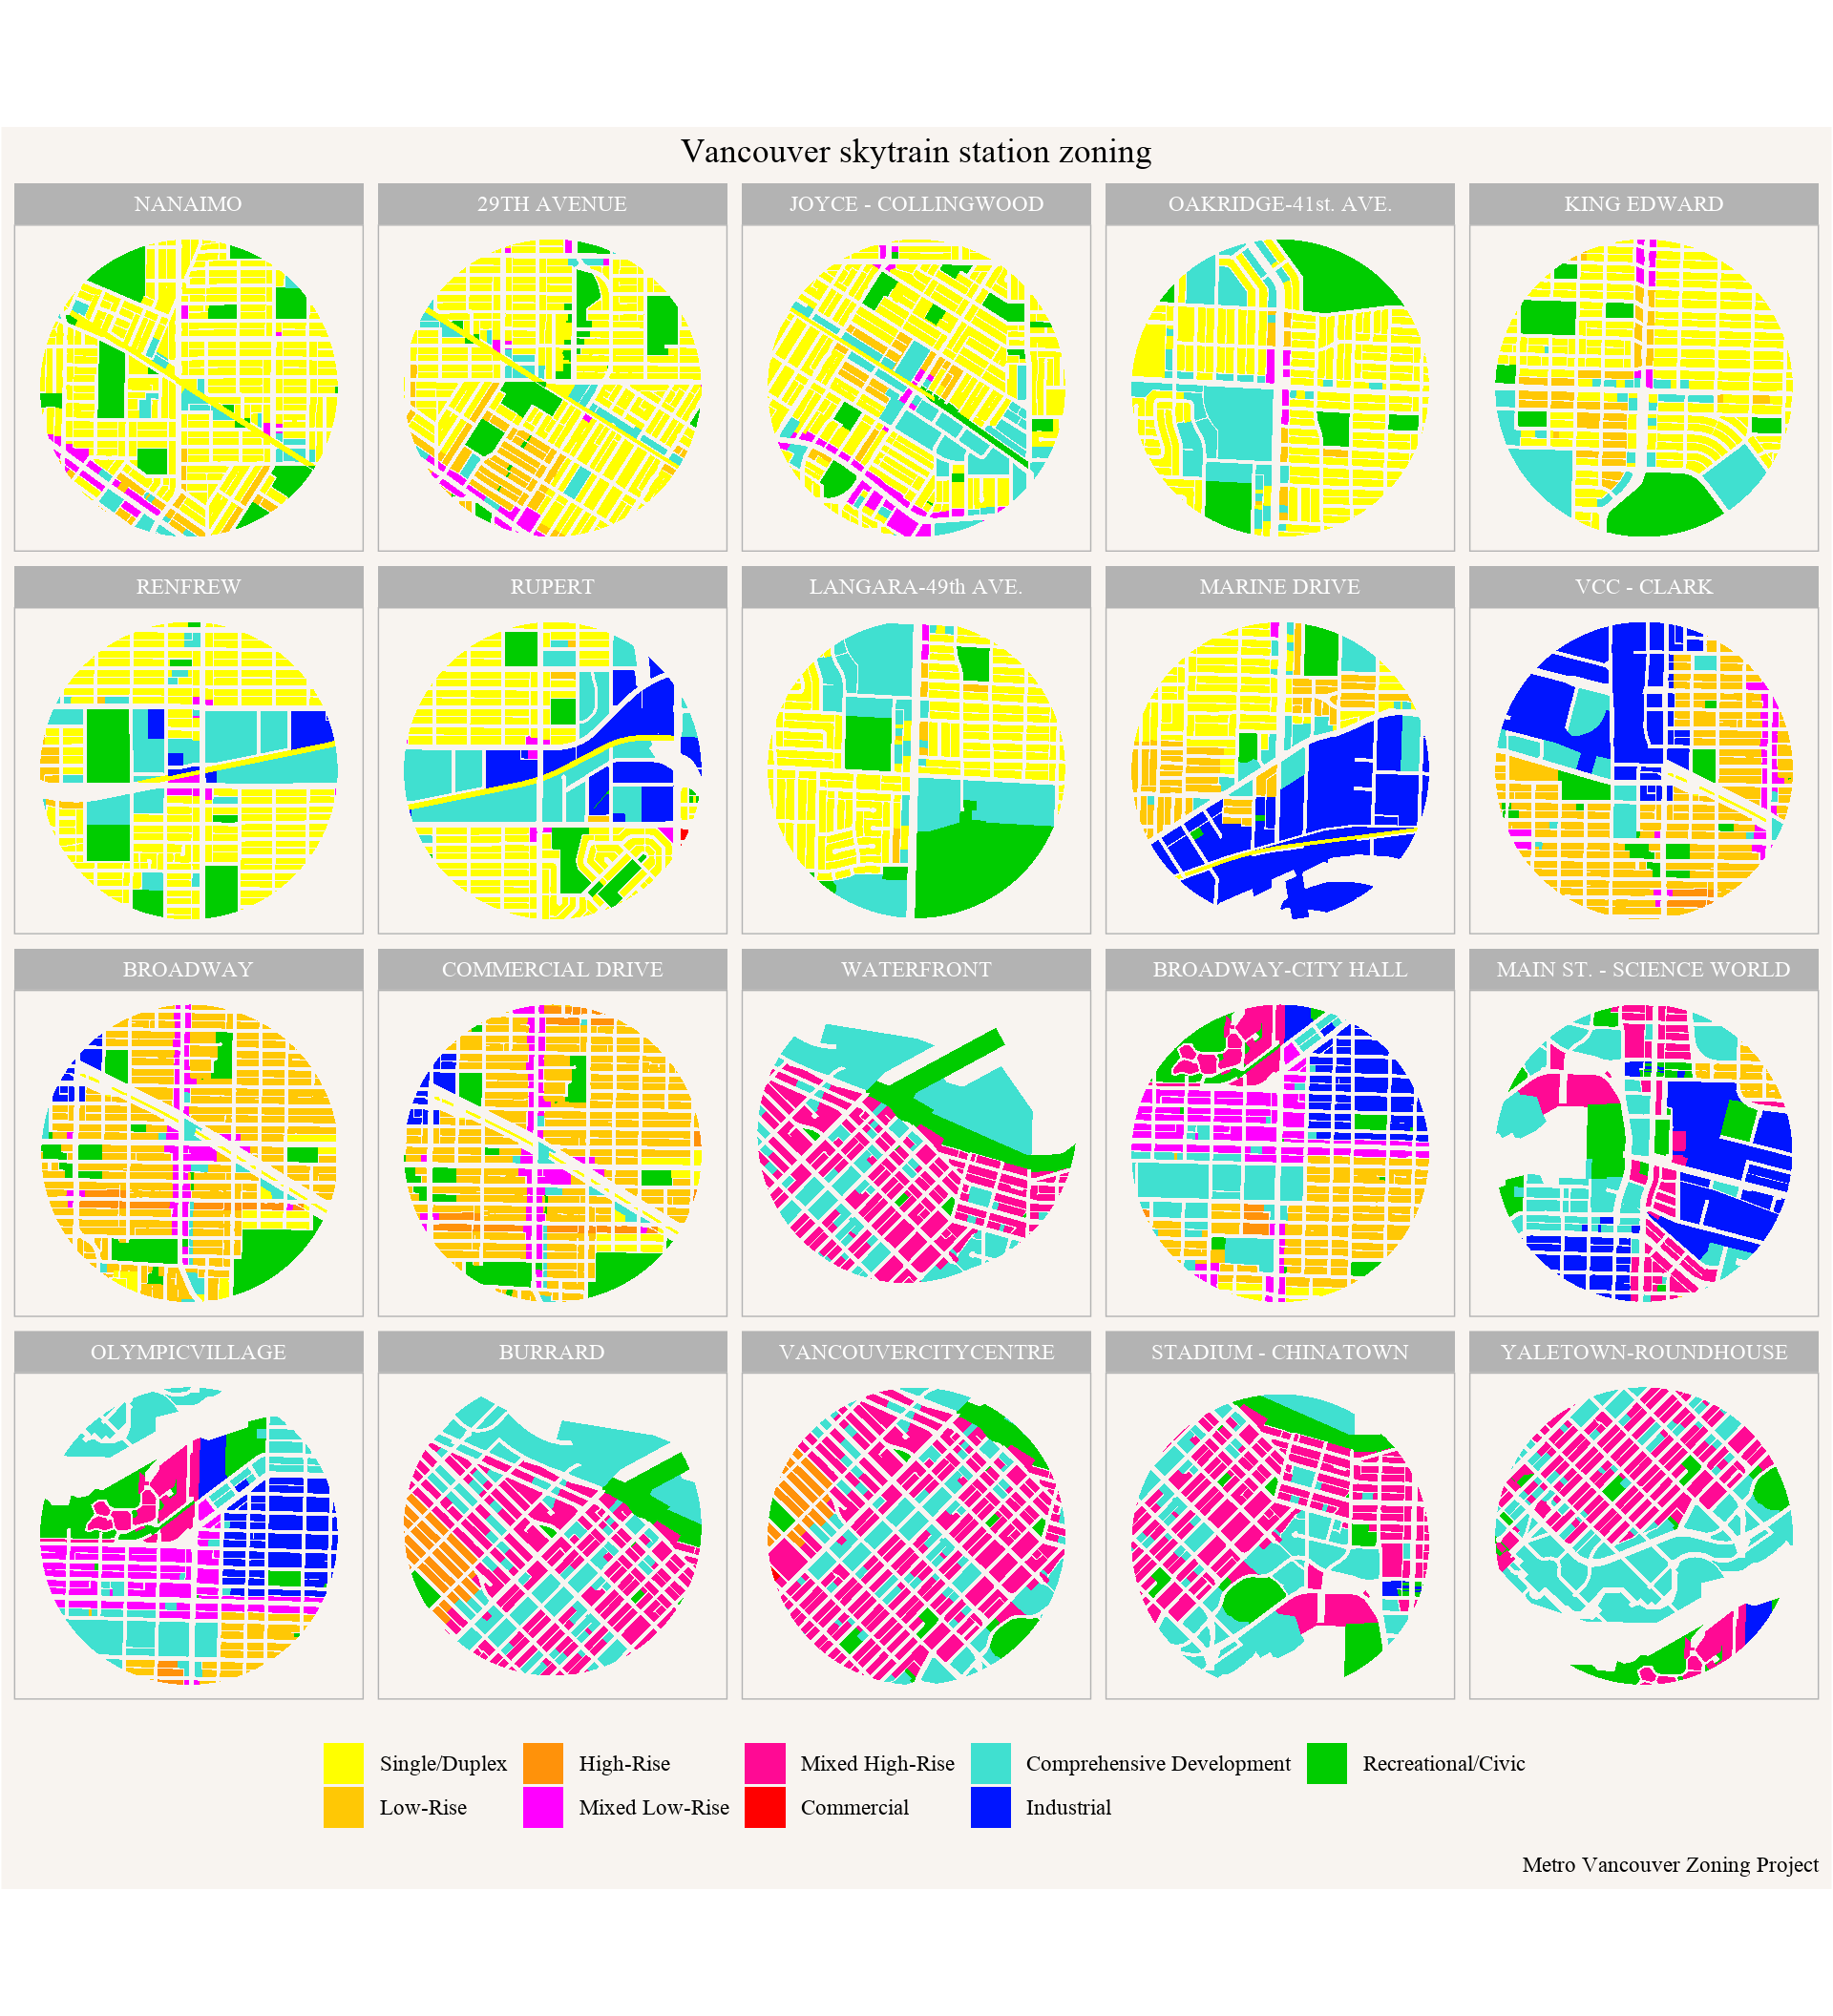 Vancouver skytrain station zoning
NANAIMO
29TH AVENUE
JOYCE - COLLINGWOOD
OAKRIDGE-41st. AVE.
KING EDWARD
RENFREW
RUPERT
LANGARA-49th AVE.
MARINE DRIVE
VCC - CLARK
BROADWAY
COMMERCIAL DRIVE
WATERFRONT
BROADWAY-CITY HALL
MAIN ST. - SCIENCE WORLD
OLYMPICVILLAGE
BURRARD
VANCOUVERCITYCENTRE
STADIUM - CHINATOWN
YALETOWN-ROUNDHOUSE
Single/Duplex
High-Rise
Mixed High-Rise
Comprehensive Development
Recreational/Civic
Low-Rise
Mixed Low-Rise
Commercial
Industrial
Metro Vancouver Zoning Project